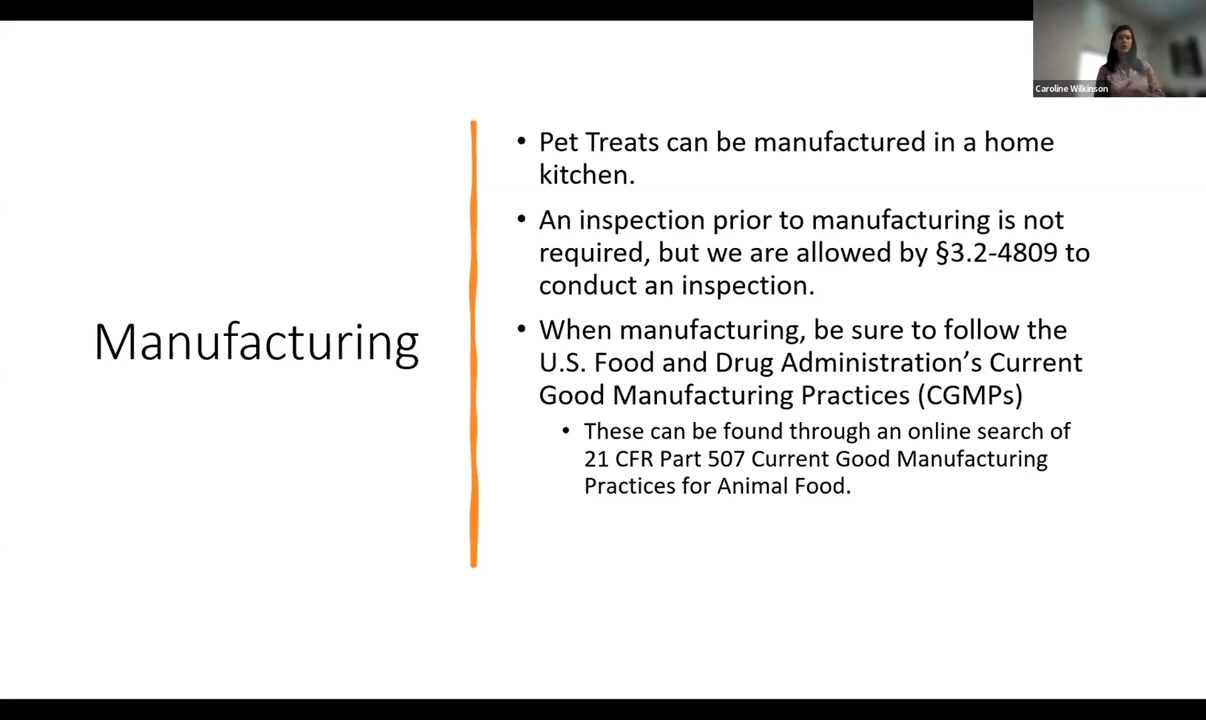 Caroline Wilkinson
Manufacturing
• Pet Treats can be manufactured in a home
kitchen.
• An inspection prior to manufacturing is not
required, but we are allowed by §3.2-4809 to
conduct an inspection.
• When manufacturing, be sure to follow the
U.S. Food and Drug Administration’s Current
Good Manufacturing Practices (CGMPs)
• These can be found through an online search of
21 CFR Part 507 Current Good Manufacturing
Practices for Animal Food.